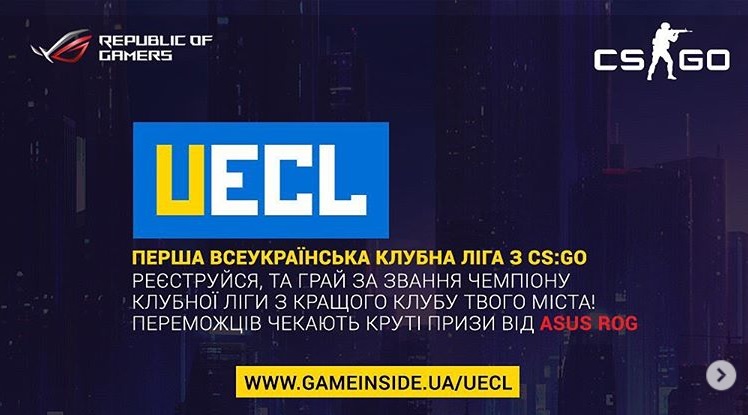 REPUBLIC OF
GAMERS
CS GO
UECL
ПЕРША ВСЕУКРАЇНСЬКА КЛУБНА ЛІГА З CS:GO
РЕЄСТРУЙСЯ, ТА ГРАЙ ЗА ЗВАННЯ ЧЕМПІОНУ
КЛУБНОЇ ЛІГИ З КРАЩОГО КЛУБУ ТВОГО МІСТА!
ПЕРЕМОЖЦІВ ЧЕКАЮТЬ КРУТІ ПРИЗИ ВІД ASUS ROG
WWW.GAMEINSIDE.UA/UECL